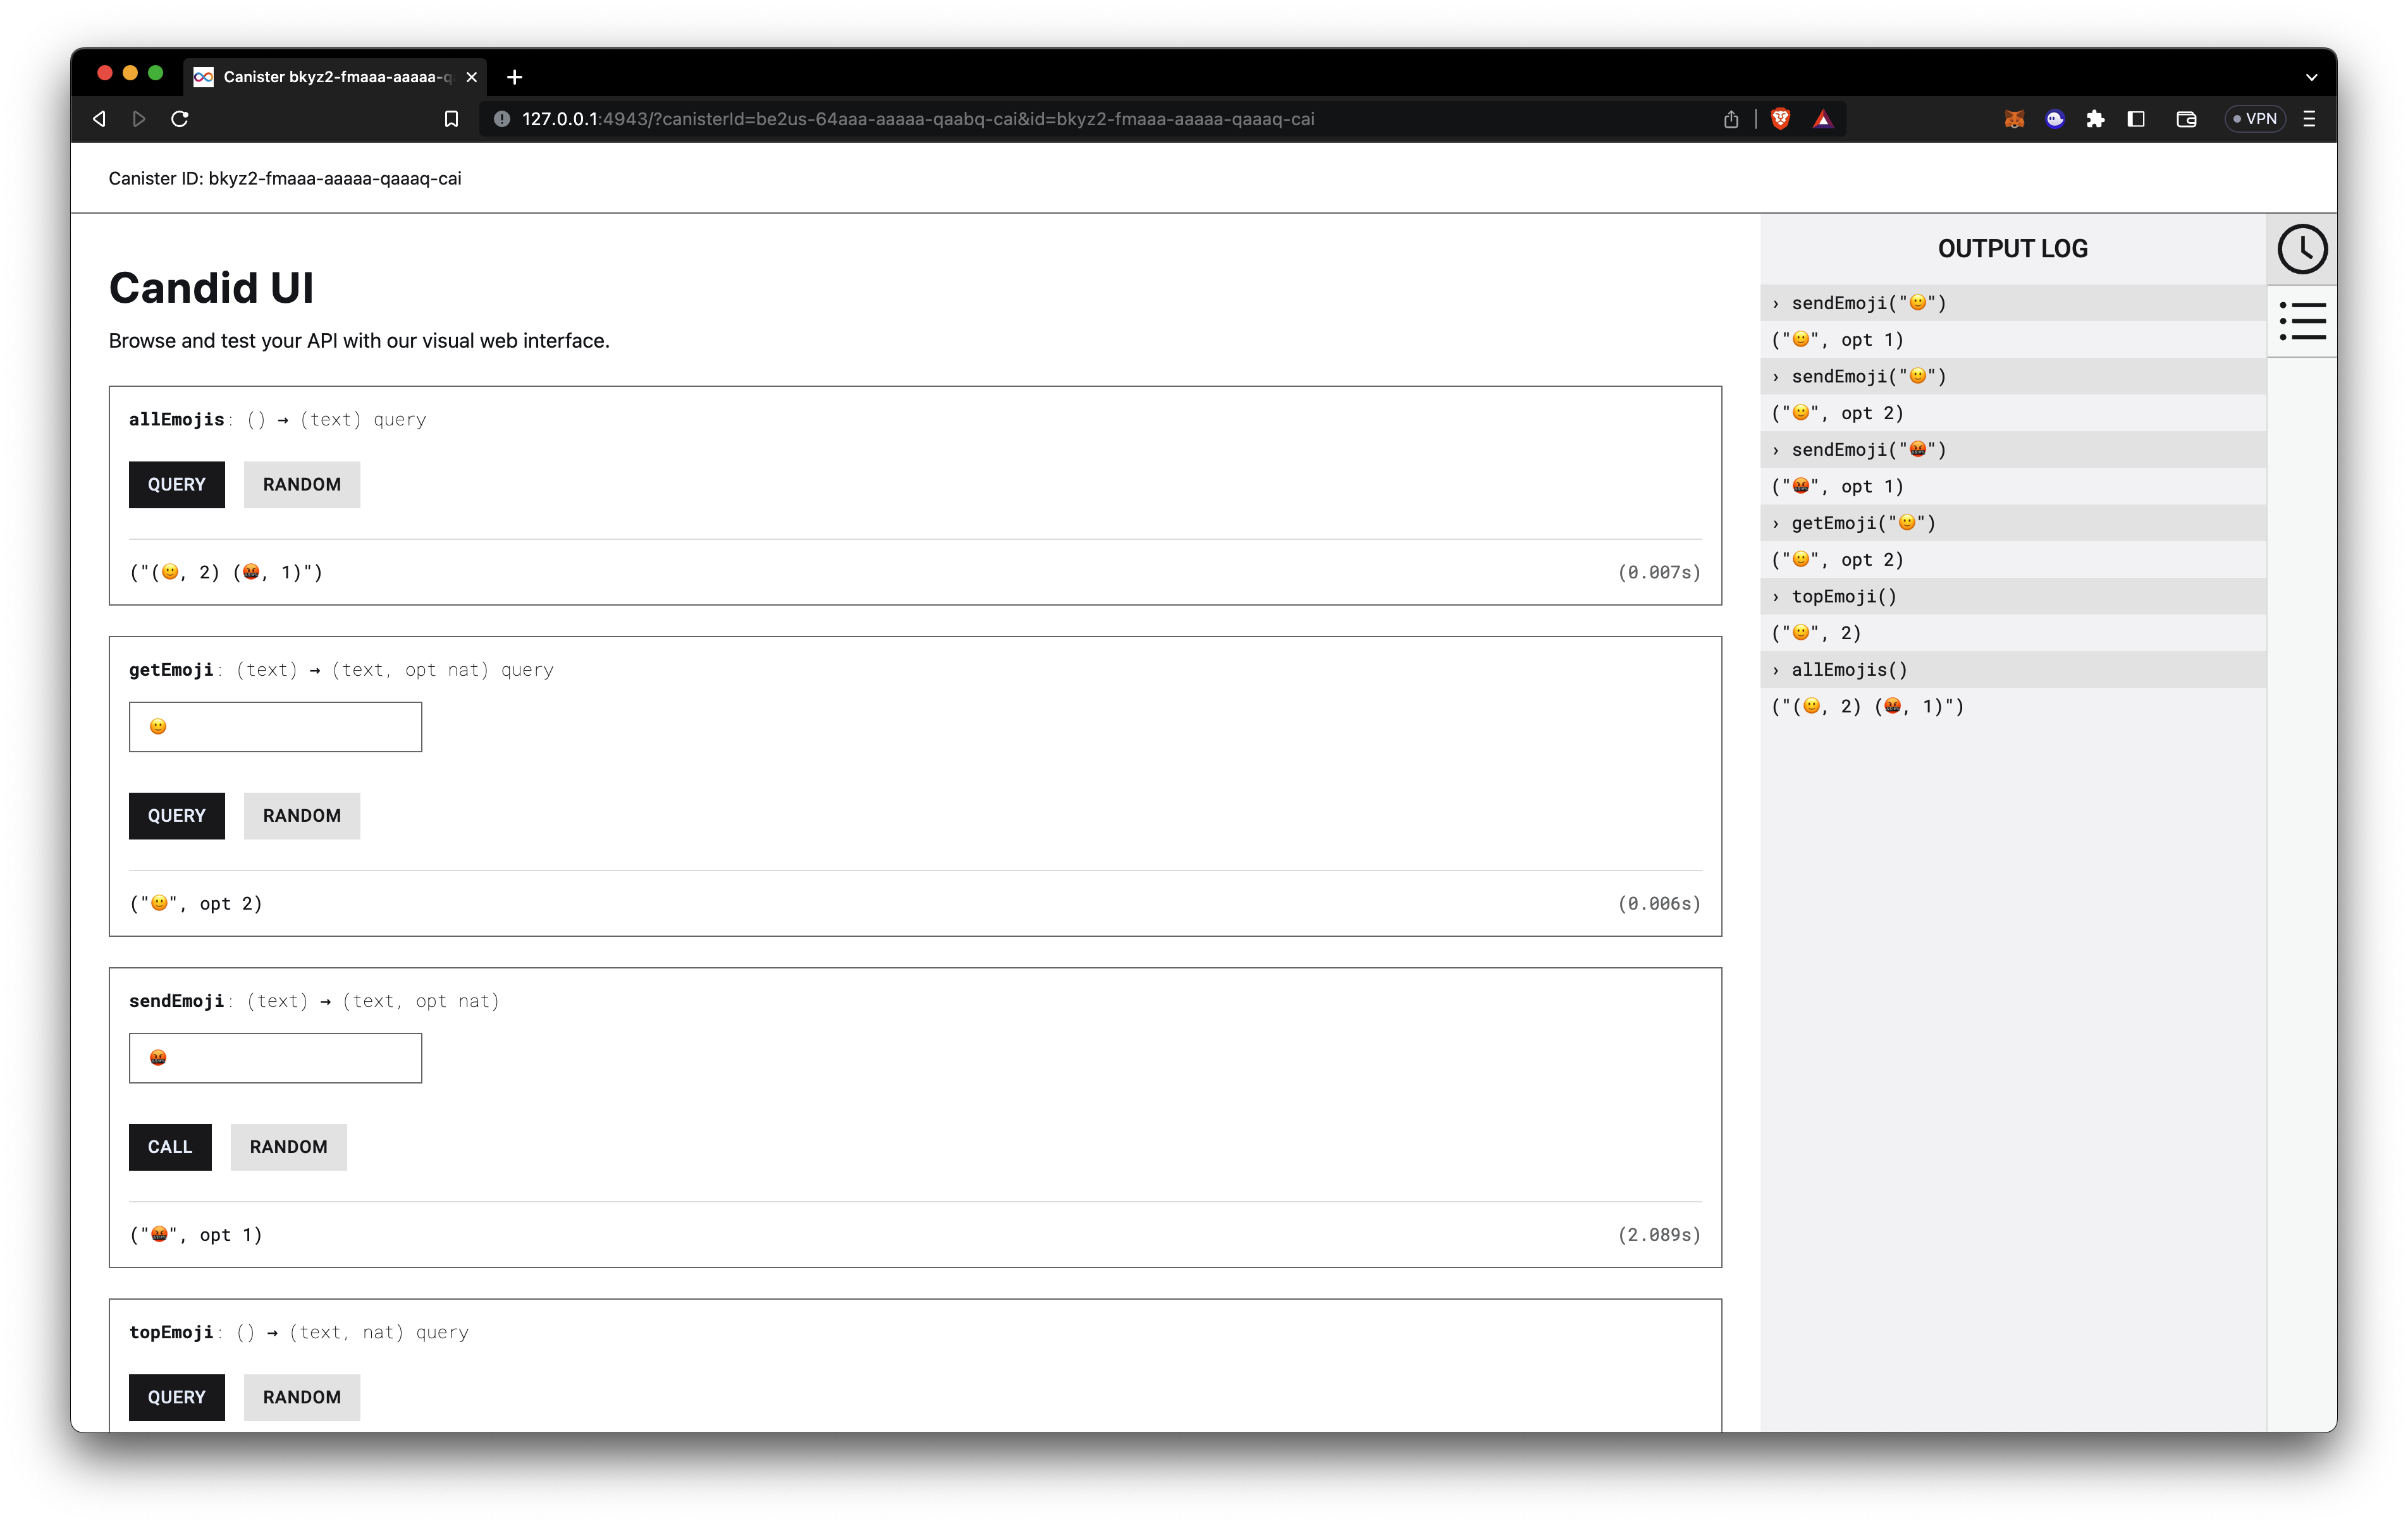 Canister bkyz2-fmaaa-aaaaa-q
127.0.0.1:4943/?canisterId=be2us-64aaa-aaaaa-qaabq-cai&id=bkyz2-fmaaa-aaaaa-qaaaq-cai
VPN
Canister ID: bkyz2-fmaaa-aaaaa-qaaaq-cai
Candid UI
Browse and test your API with our visual web interface.
allEmojis: () → (text) query
QUERY RANDOM
("(🙂, 2) (🤬, 1)") (0.007s)
getEmoji: (text) → (text, opt nat) query
🙂
QUERY RANDOM
("🙂", opt 2) (0.006s)
sendEmoji: (text) → (text, opt nat)
🤬
CALL RANDOM
("🤬", opt 1) (2.089s)
topEmoji: () → (text, nat) query
QUERY RANDOM
OUTPUT LOG
› sendEmoji("🙂")
("🙂", opt 1)
› sendEmoji("🙂")
("🙂", opt 2)
› sendEmoji("🤬")
("🤬", opt 1)
› getEmoji("🙂")
("🙂", opt 2)
› topEmoji()
("🙂", 2)
› allEmojis()
("(🙂, 2) (🤬, 1)")